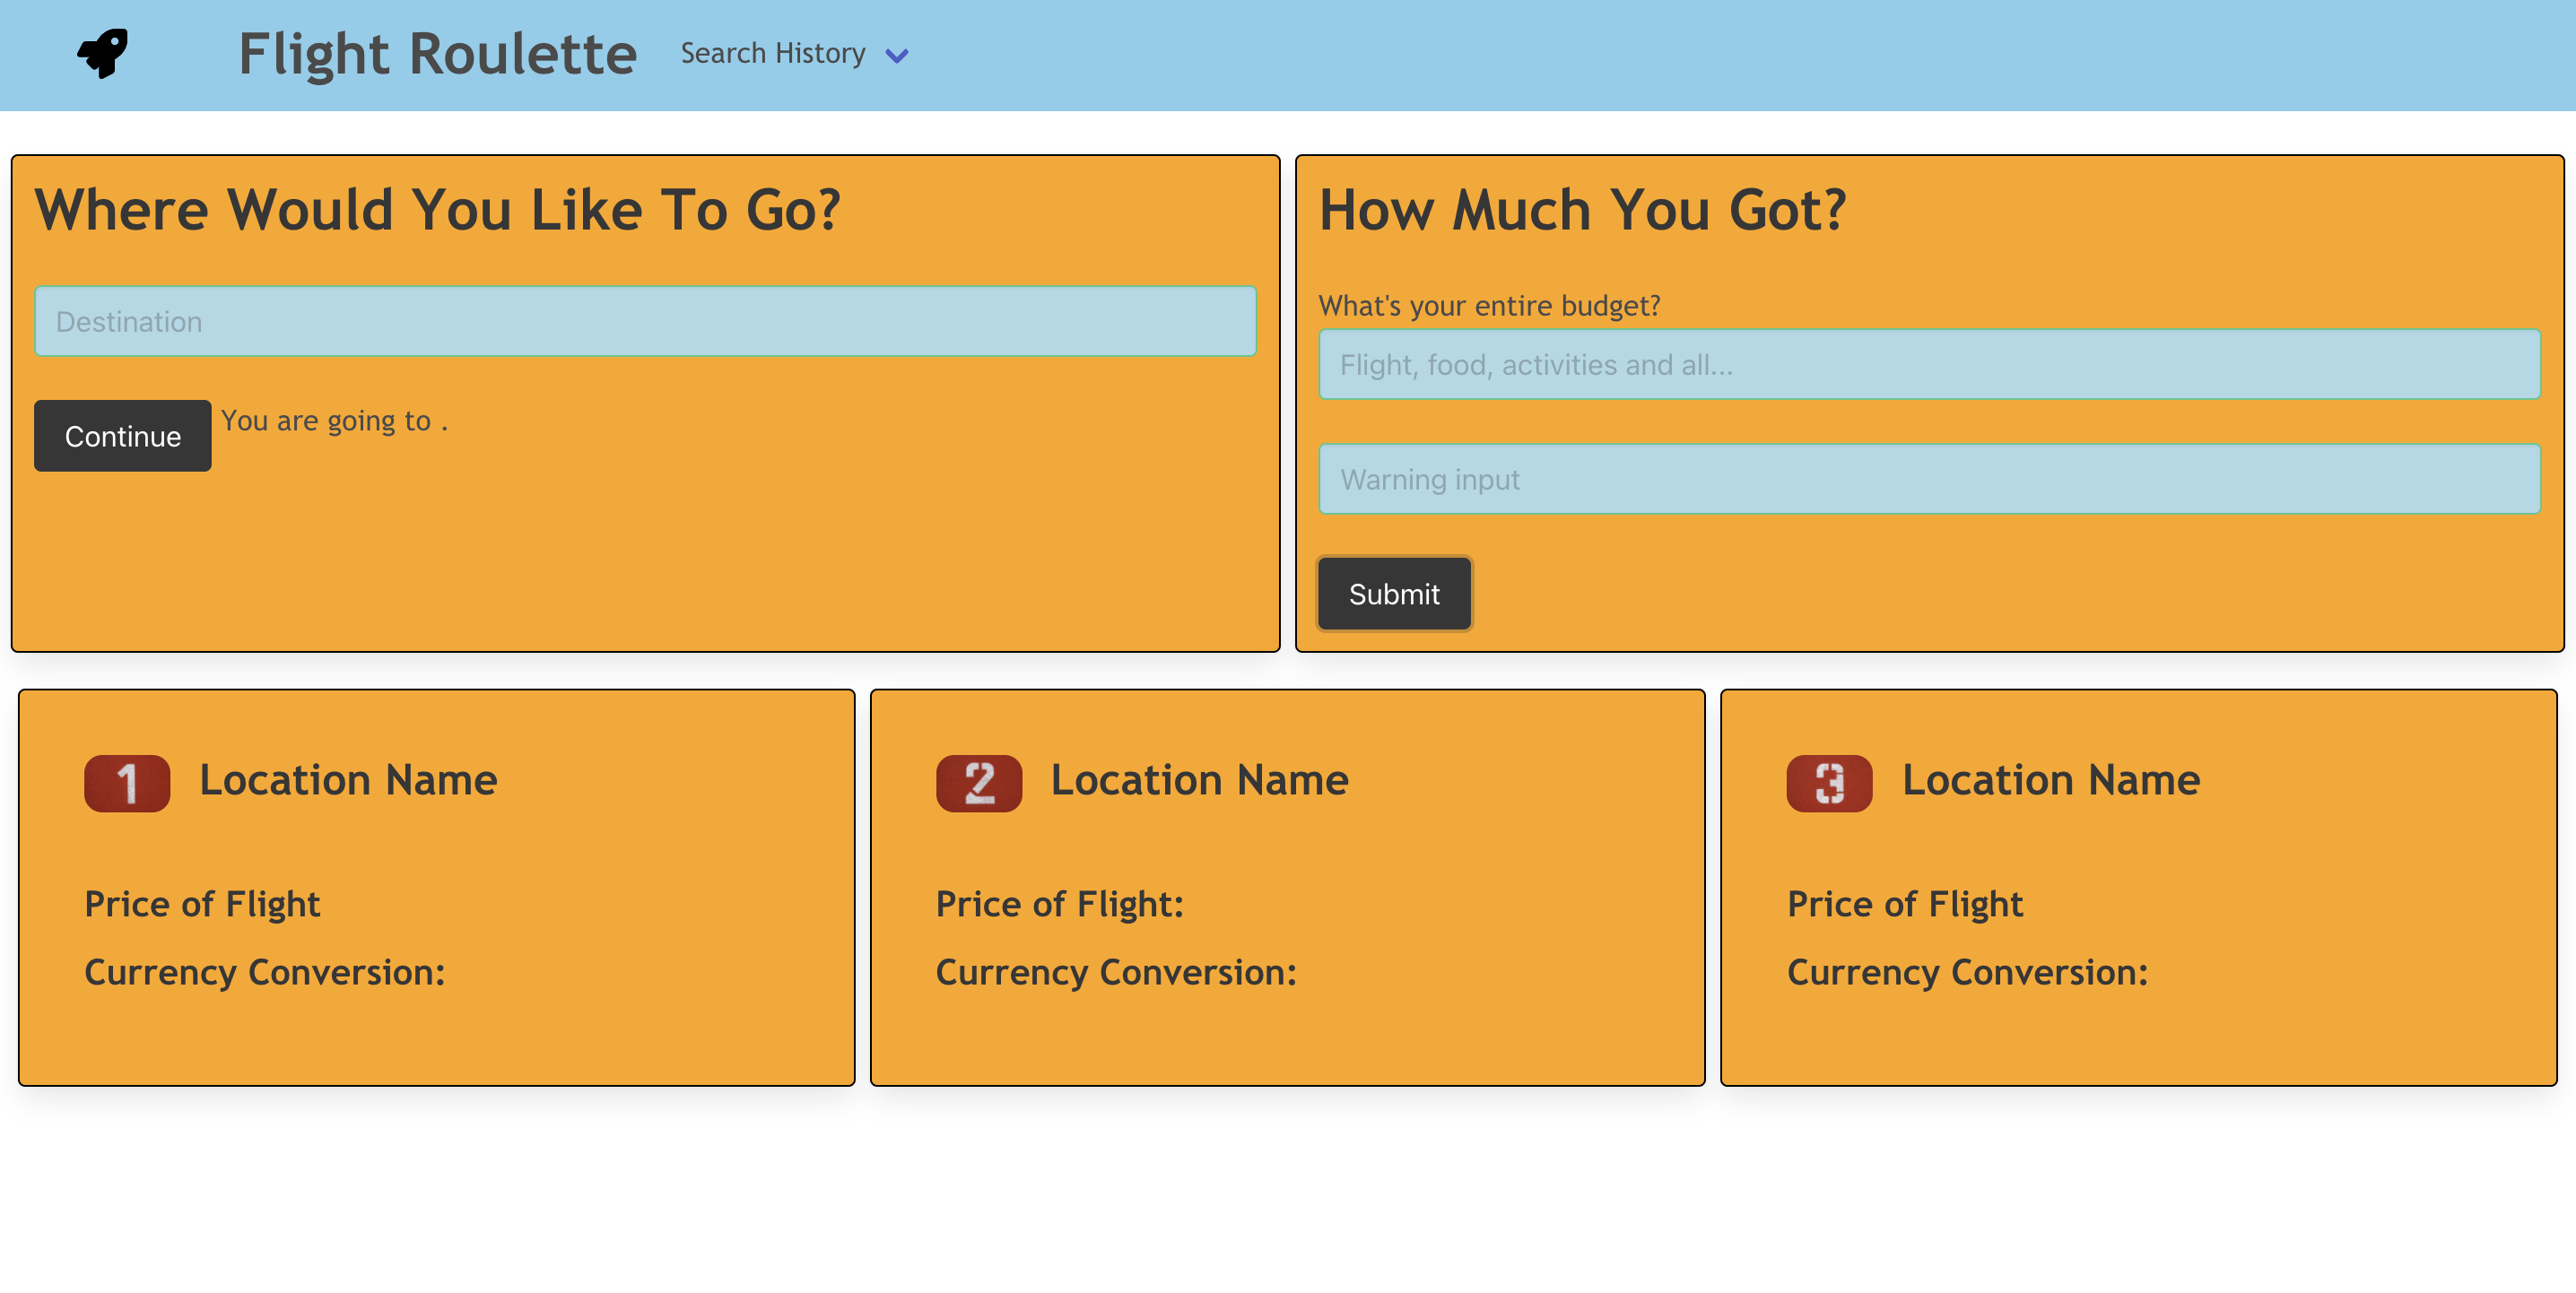 Flight Roulette Search History
Where Would You Like To Go?
Destination
Continue You are going to .
How Much You Got?
What's your entire budget?
Flight, food, activities and all...
Warning input
Submit
1 Location Name
Price of Flight
Currency Conversion:
2 Location Name
Price of Flight:
Currency Conversion:
3 Location Name
Price of Flight
Currency Conversion: